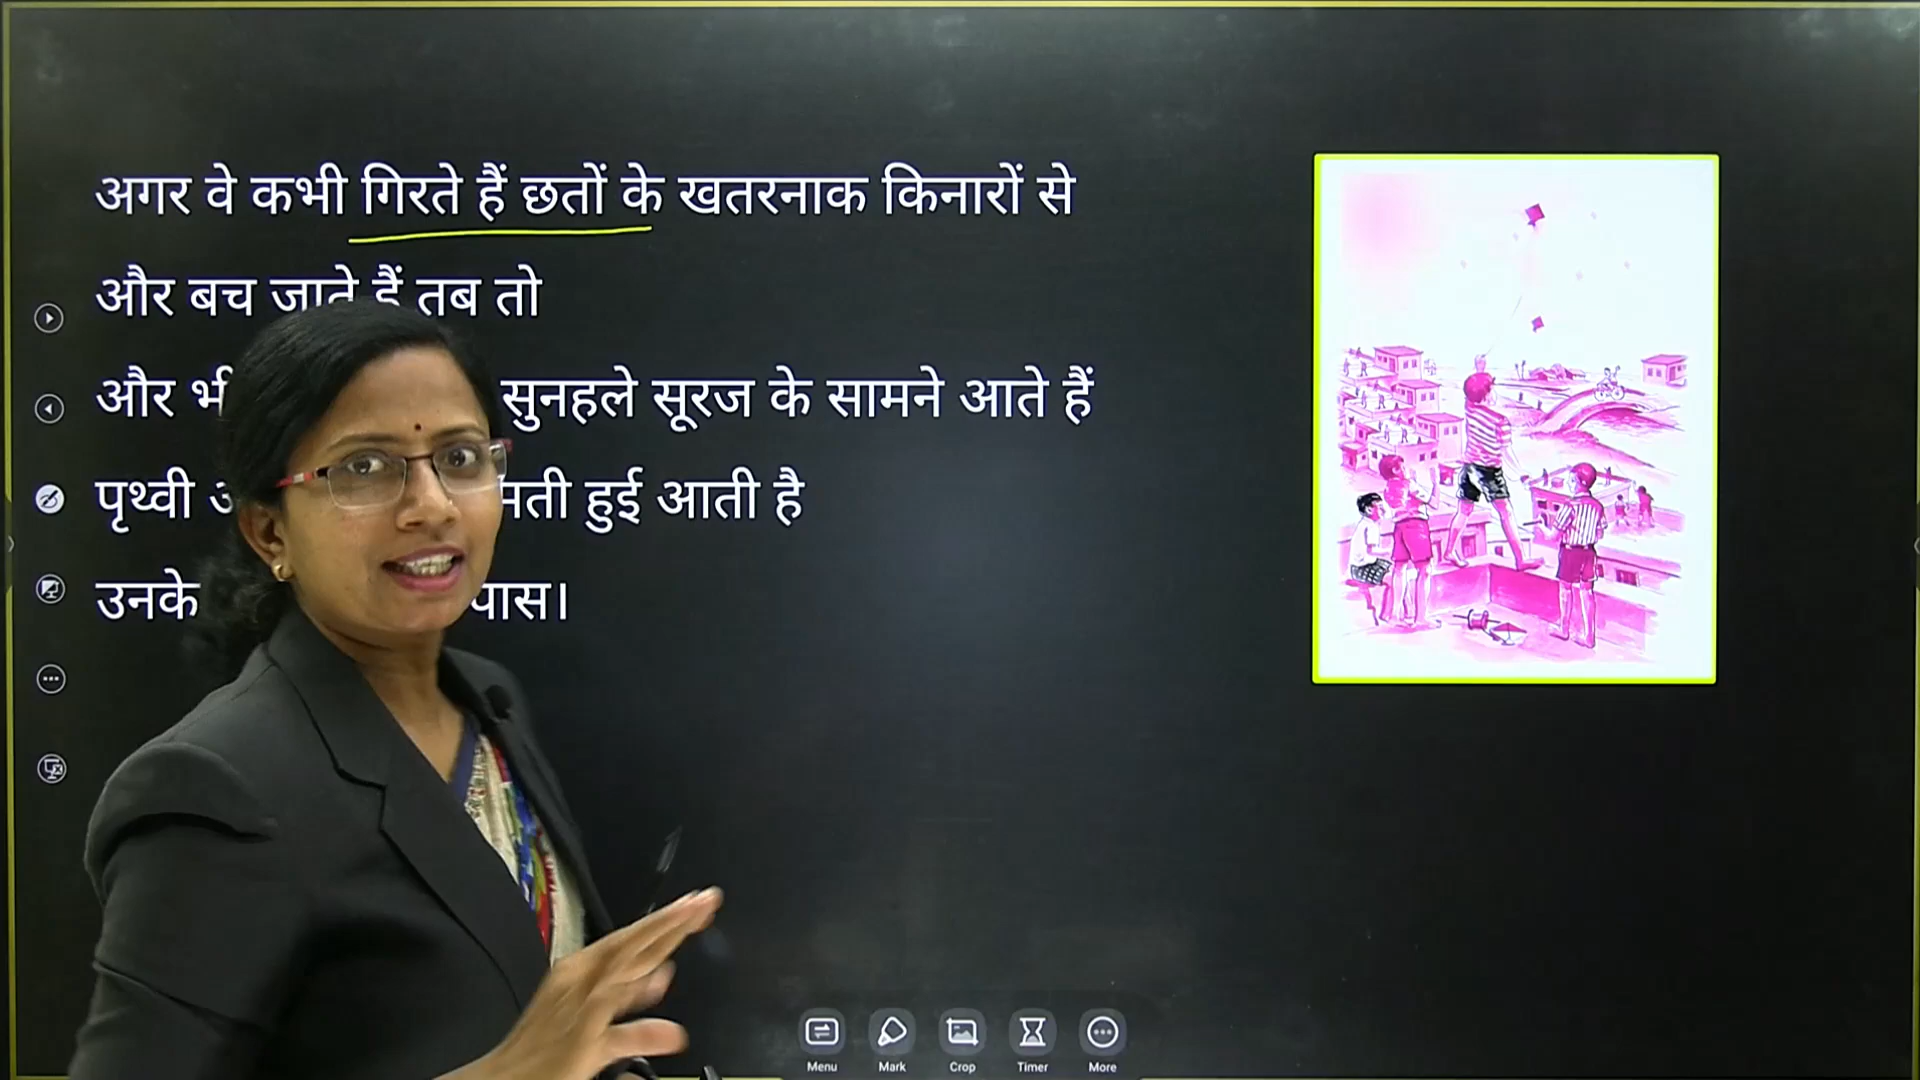 अगर वे कभी गिरते हैं छतों के खतरनाक किनारों से
और बच जाते हैं तब तो
और सुनहले सूरज के सामने आते हैं
पृथ्वी हुई आती है
उनके पास।
Menu Mark Crop Timer More